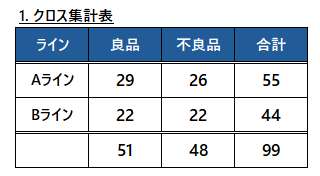 1. クロス集計表
ライン 良品 不良品 合計
Aライン 29 26 55
Bライン 22 22 44
51 48 99